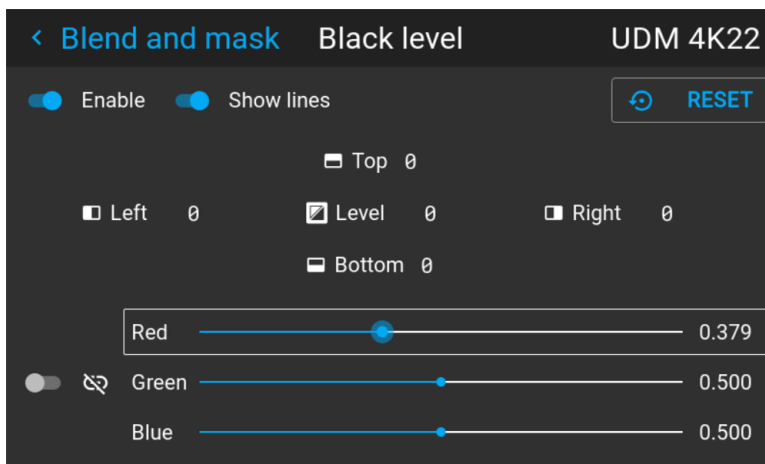 Blend and mask Black level UDM 4K22
Enable Show lines RESET
Top 0
Left 0 Level 0 Right 0
Bottom 0
Red 0.379
Green 0.500
Blue 0.500